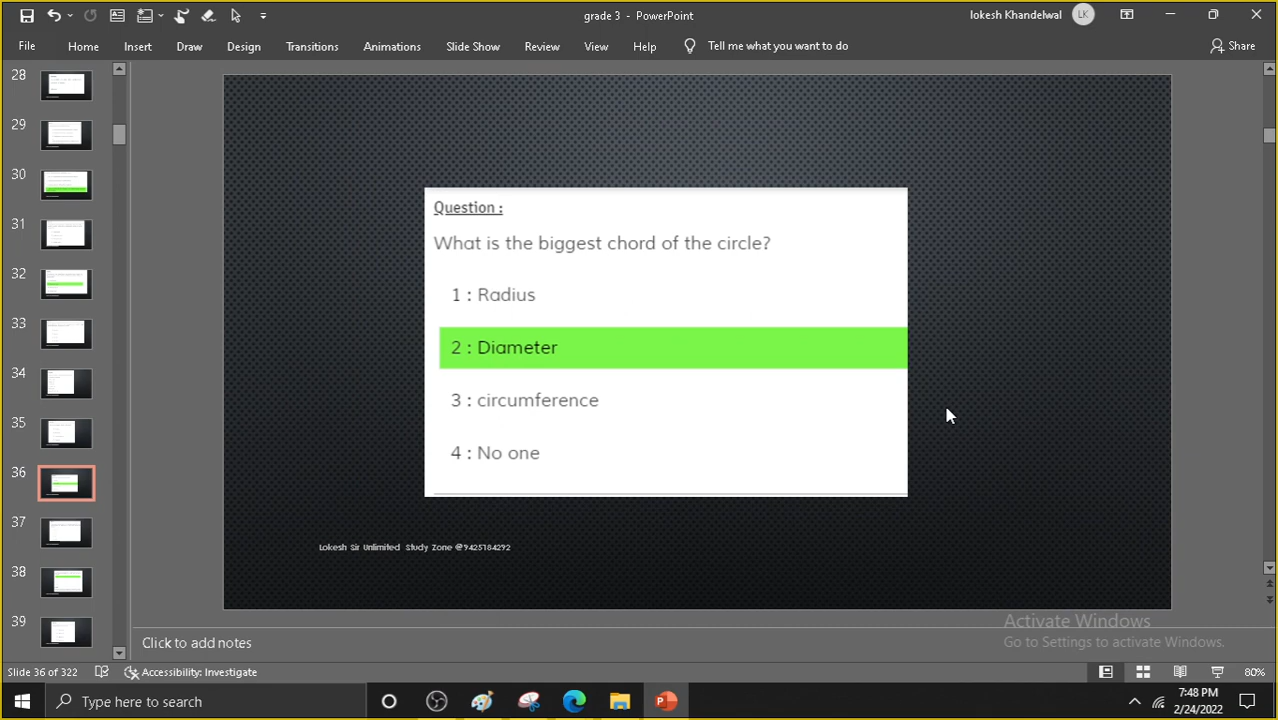 grade 3 - PowerPoint
lokesh Khandelwal
LK
File Home Insert Draw Design Transitions Animations Slide Show Review View Help Tell me what you want to do Share
28
29
30
31
32
33
34
35
36
37
38
39
Question :
What is the biggest chord of the circle?
1 : Radius
2 : Diameter
3 : circumference
4 : No one
Lokesh Sir Unlimited Study Zone @9425184292
Activate Windows
Go to Settings to activate Windows.
Click to add notes
Slide 36 of 322 Accessibility: Investigate 80%
Type here to search
7:48 PM
2/24/2022